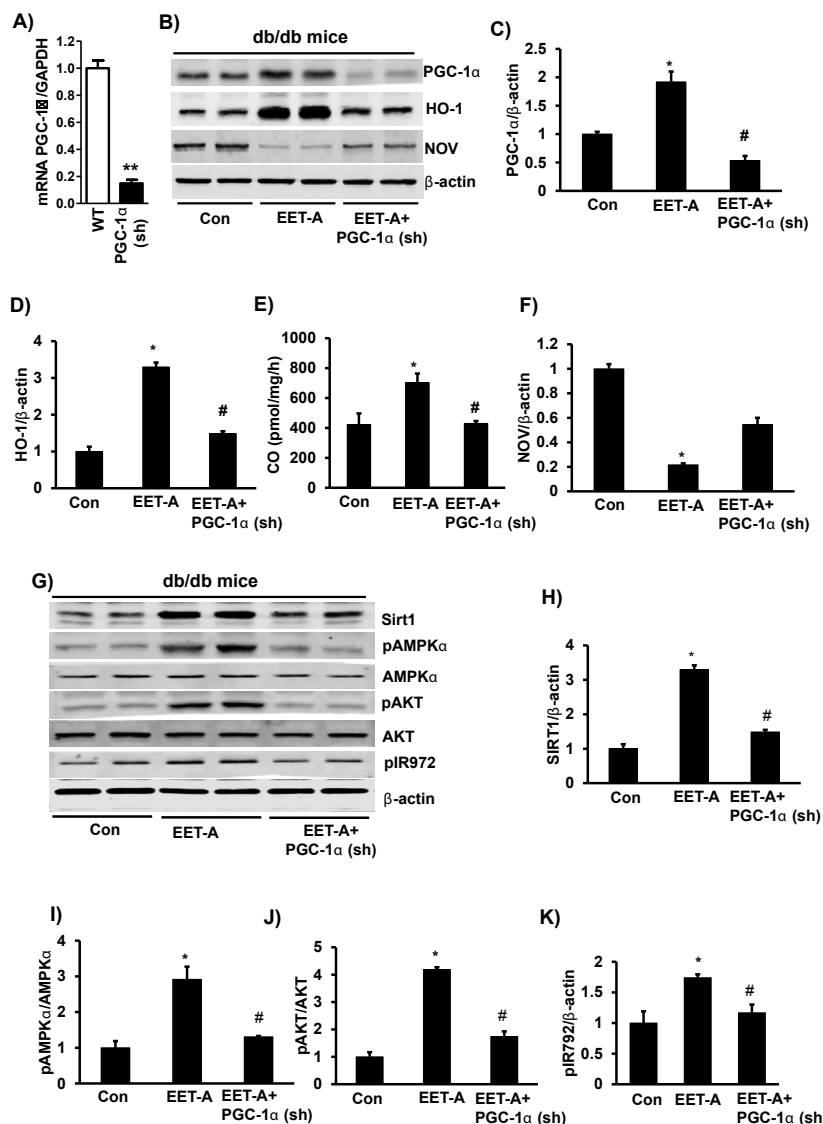 A)
mRNA PGC-1⊠/GAPDH
1.2
1.0
0.8
0.6
0.4
0.2
0.0
**
WT
PGC-1α
(sh)
B)
db/db mice
PGC-1α
HO-1
NOV
β-actin
Con
EET-A
EET-A+
PGC-1α (sh)
C)
PGC-1α/β-actin
2.5
2
1.5
1
0.5
0
*
#
Con
EET-A
EET-A+
PGC-1α (sh)
D)
HO-1/β-actin
4
3
2
1
0
*
#
Con
EET-A
EET-A+
PGC-1α (sh)
E)
CO (pmol/mg/h)
1000
800
600
400
200
0
*
#
Con
EET-A
EET-A+
PGC-1α (sh)
F)
NOV/β-actin
1.2
1
0.8
0.6
0.4
0.2
0
*
Con
EET-A
EET-A+
PGC-1α (sh)
G)
db/db mice
Sirt1
pAMPKα
AMPKα
pAKT
AKT
pIR972
β-actin
Con
EET-A
EET-A+
PGC-1α (sh)
H)
SIRT1/β-actin
4
3
2
1
0
*
#
Con
EET-A
EET-A+
PGC-1α (sh)
I)
pAMPKα/AMPKα
4
3
2
1
0
*
#
Con
EET-A
EET-A+
PGC-1α (sh)
J)
pAKT/AKT
5
4
3
2
1
0
*
#
Con
EET-A
EET-A+
PGC-1α (sh)
K)
pIR792/β-actin
2
1.5
1
0.5
0
*
#
Con
EET-A
EET-A+
PGC-1α (sh)